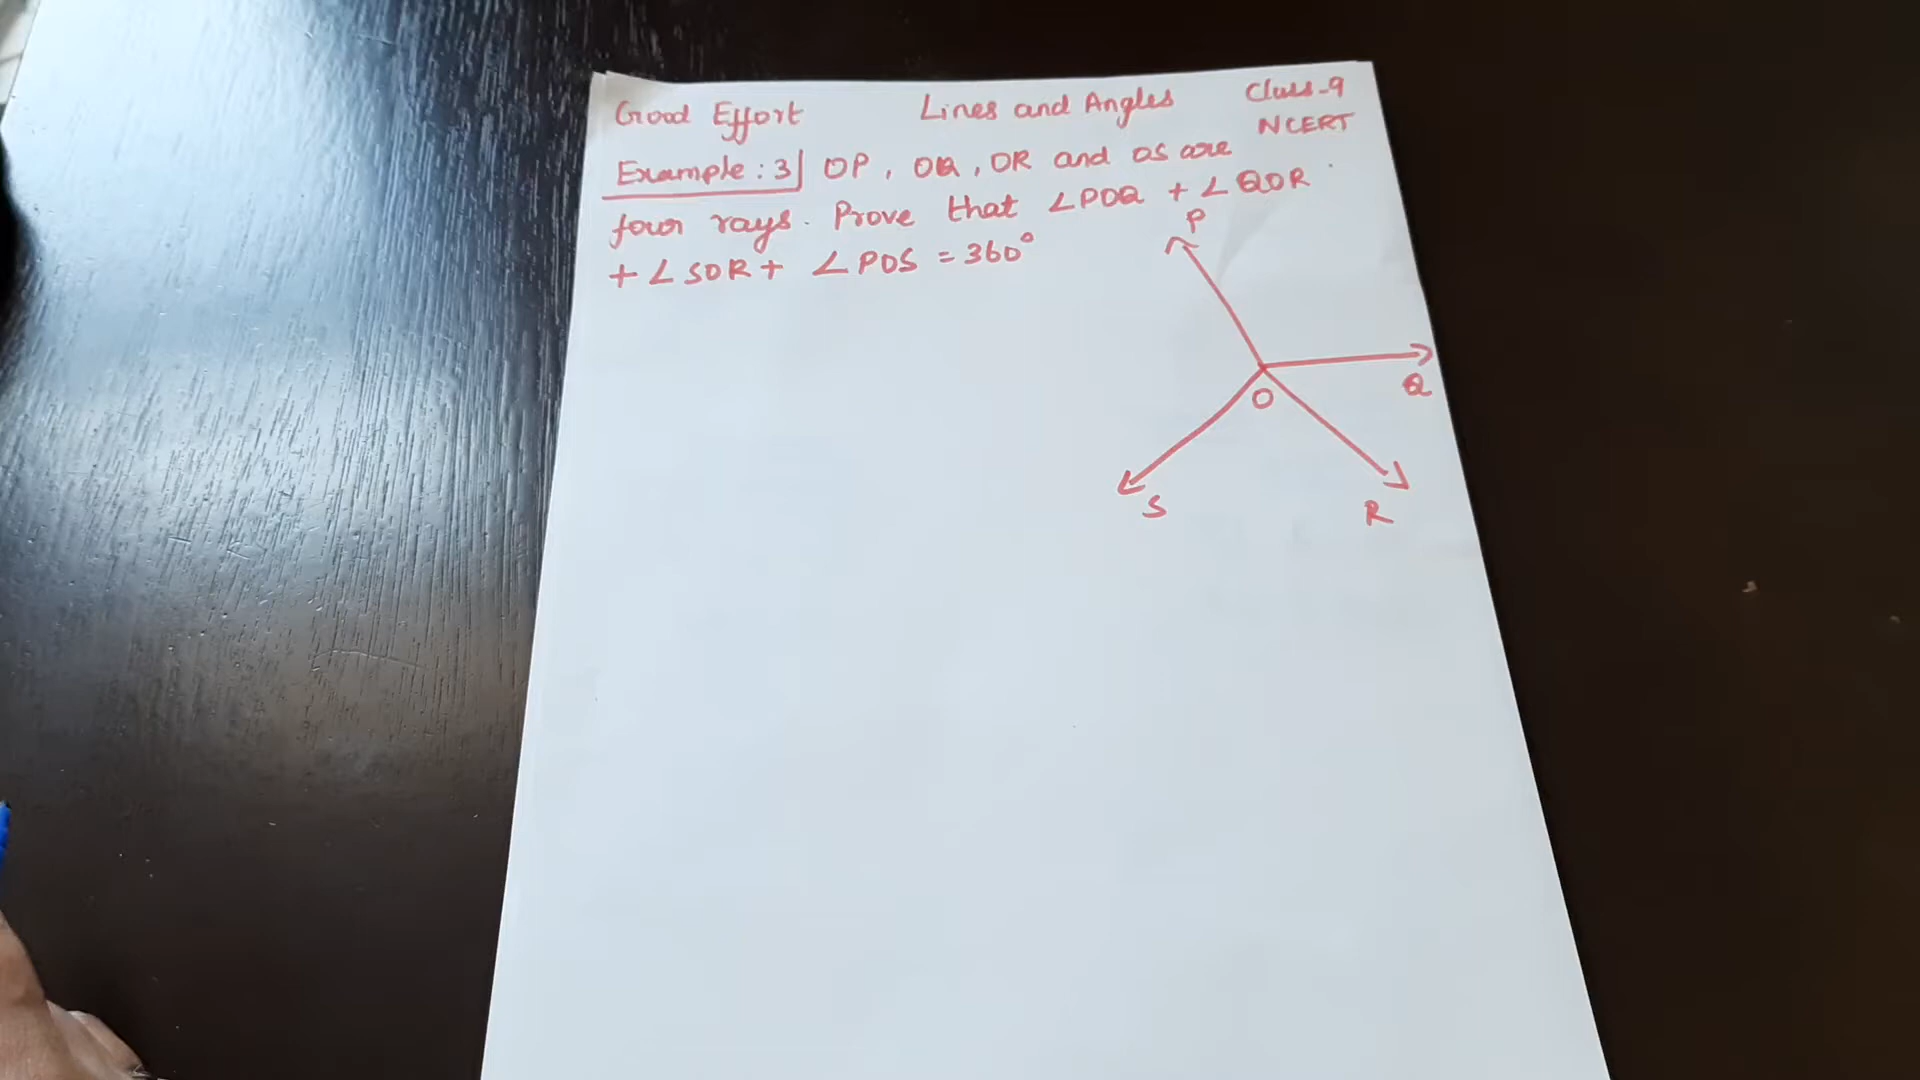 Good Effort Lines and Angles Class-9
NCERT
Example : 3 OP, OQ, OR and OS are
four rays. Prove that ∠POQ + ∠QOR
+ ∠SOR + ∠POS = 360°
P
Q
O
S
R